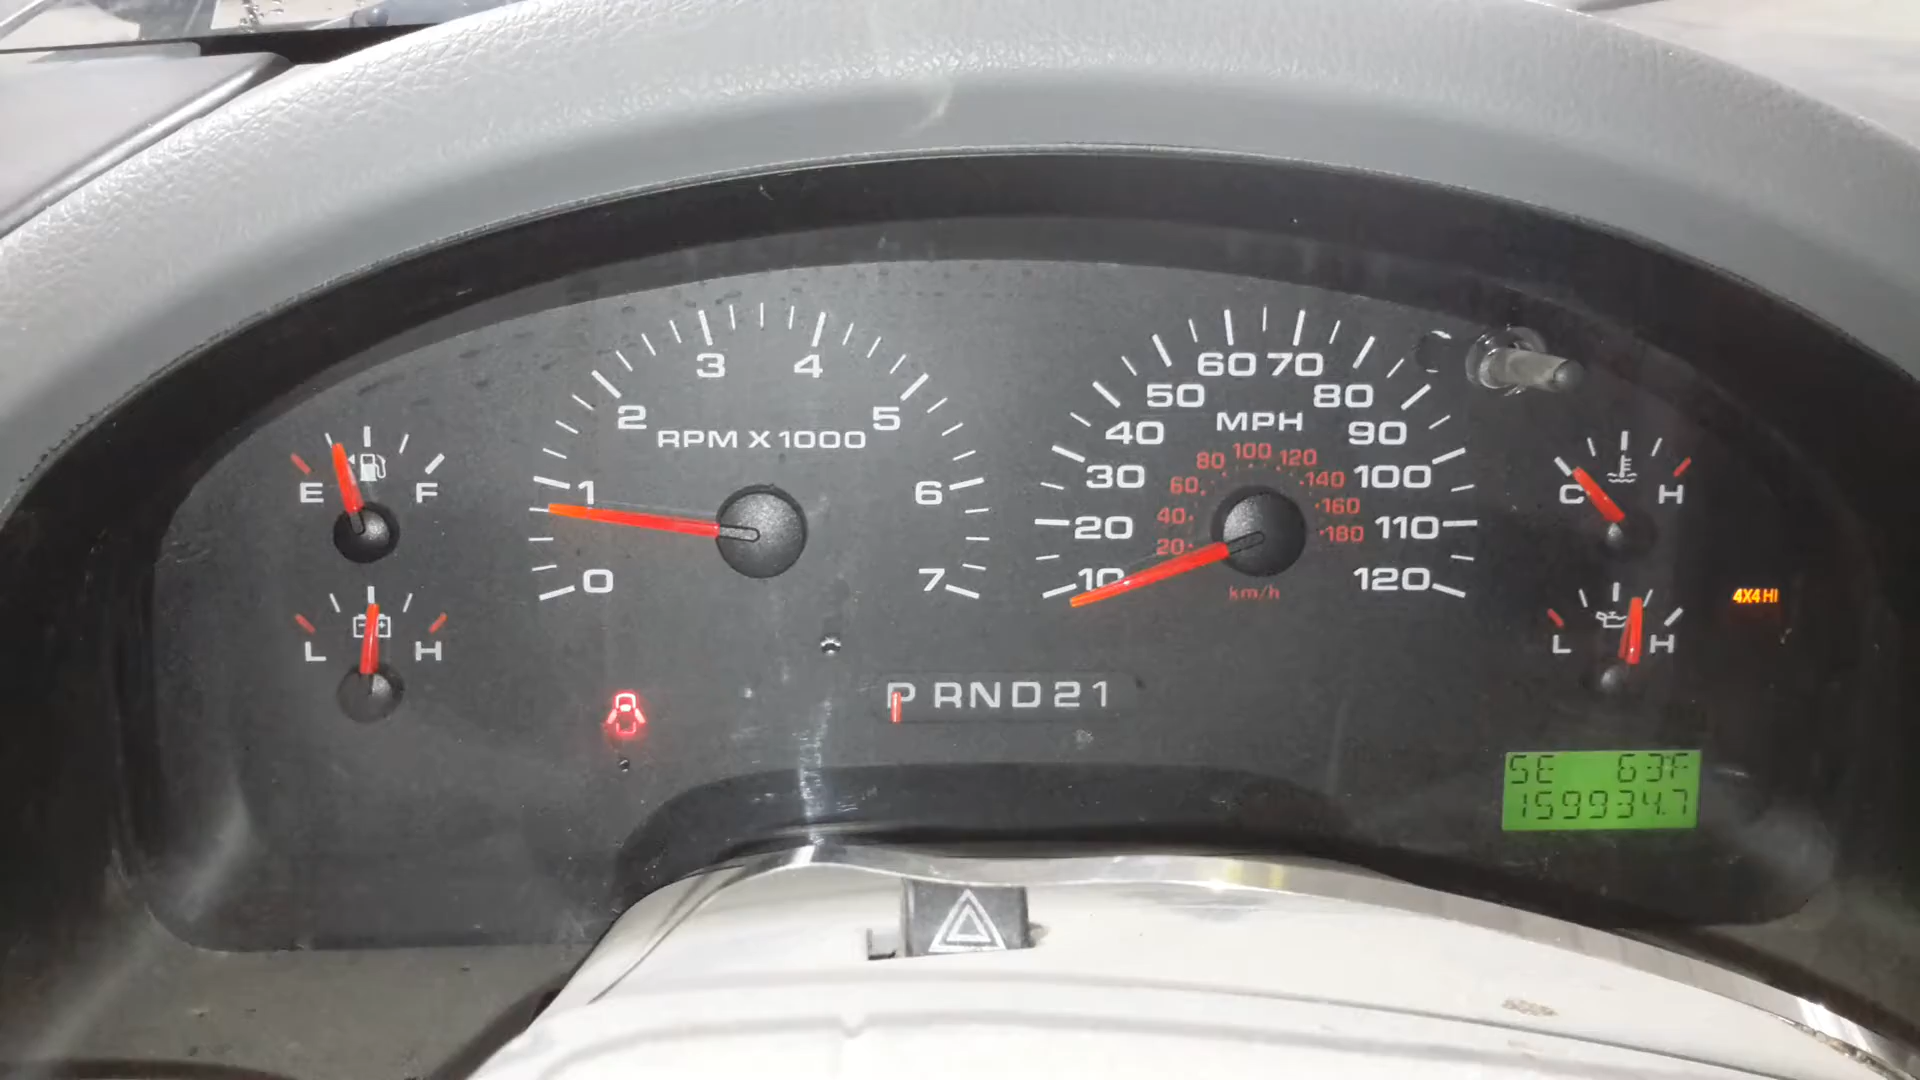 3 4
2 5
RPM X 1000
1 6
0 7
E F
L H
60 70
50 80
MPH
40 90
30 100
20 110
10 120
80 100 120
60 140
40 160
20 180
km/h
C H
L H
4X4 HI
P R N D 2 1
SE 63F
159934.7